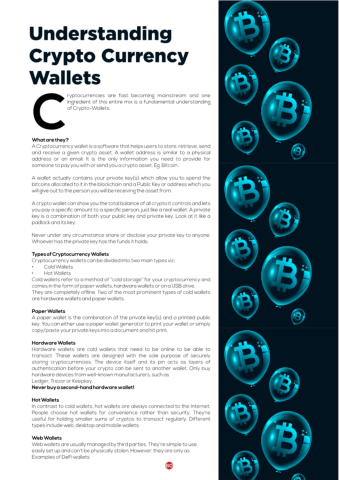 Understanding
Crypto Currency
Wallets
Cryptocurrencies are fast becoming mainstream and one
ingredient of this entire mix is a fundamental understanding
of Crypto-Wallets.
What are they?
A Cryptocurrency wallet is a software that helps users to store, retrieve, send
and receive a given crypto asset. A wallet address is similar to a physical
address or an email. It is the only information you need to provide for
someone to pay you with or send you a crypto asset. Eg, Bitcoin.
A wallet actually contains your private key(s) which allow you to spend the
bitcoins allocated to it in the blockchain and a Public Key or address which you
will give out to the person you will be receiving the asset from.
A crypto wallet can show you the total balance of all crypto it controls and lets
you pay a specific amount to a specific person, just like a real wallet. A private
key is a combination of both your public key and private key. Look at it like a
padlock and its key.
Never under any circumstance share or disclose your private key to anyone.
Whoever has the private key has the funds it holds.
Types of Cryptocurrency Wallets
Cryptocurrency wallets can be divided into two main types viz;
• Cold Wallets
• Hot Wallets
Cold wallets refer to a method of "cold storage" for your cryptocurrency and
comes in the form of paper wallets, hardware wallets or on a USB drive.
They are completely offline. Two of the most prominent types of cold wallets
are hardware wallets and paper wallets.
Paper Wallets
A paper wallet is the combination of the private key(s) and a printed public
key. You can either use a paper wallet generator to print your wallet or simply
copy/paste your private keys into a document and hit print.
Hardware Wallets
Hardware wallets are cold wallets that need to be online to be able to
transact. These wallets are designed with the sole purpose of securely
storing cryptocurrencies. The device itself and its pin acts as layers of
authentication before your crypto can be sent to another wallet. Only buy
hardware devices from well-known manufacturers, such as
Ledger, Trezor or Keepkey.
Never buy a second-hand hardware wallet!
Hot Wallets
In contrast to cold wallets, hot wallets are always connected to the Internet.
People choose hot wallets for convenience rather than security. They're
useful for holding smaller sums of cryptos to transact regularly. Different
types include web, desktop and mobile wallets.
Web Wallets
Web wallets are usually managed by third parties. They're simple to use,
easily set up and can't be physically stolen. However, they are only as
Examples of DeFi wallets